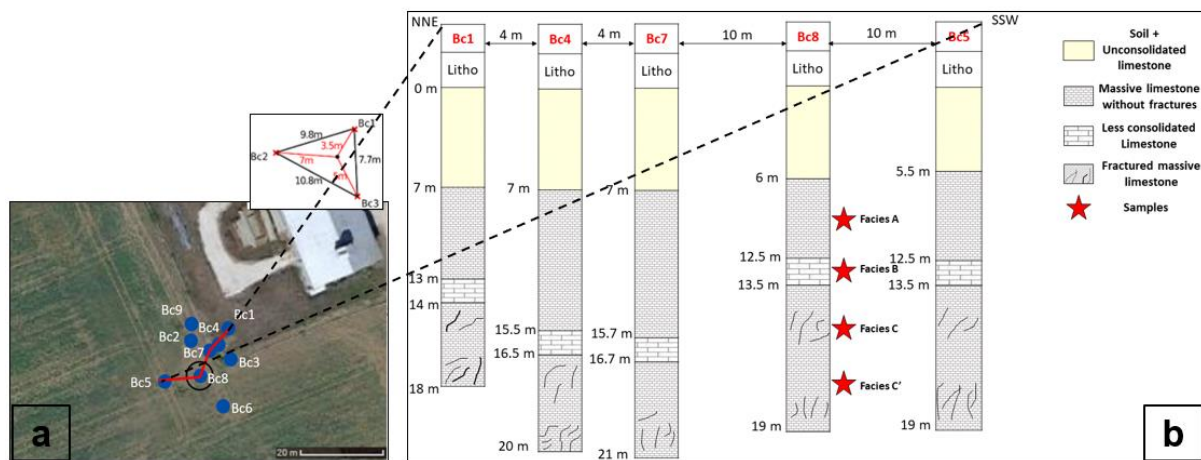 NNE
SSW
Bc1
4 m
Bc4
4 m
Bc7
10 m
Bc8
10 m
Bc5
Litho
Litho
Litho
Litho
Litho
0 m
7 m
13 m
14 m
18 m
7 m
15.5 m
16.5 m
20 m
7 m
15.7 m
16.7 m
21 m
6 m
12.5 m
13.5 m
19 m
5.5 m
12.5 m
13.5 m
19 m
Facies A
Facies B
Facies C
Facies C'
Soil +
Unconsolidated
limestone
Massive limestone
without fractures
Less consolidated
Limestone
Fractured massive
limestone
Samples
Bc1
9.8m
3.5m
Bc2
7m
7.7m
5m
10.8m
Bc3
Bc9
Bc4
Bc1
Bc2
Bc7
Bc3
Bc5
Bc8
Bc6
20 m
a
b